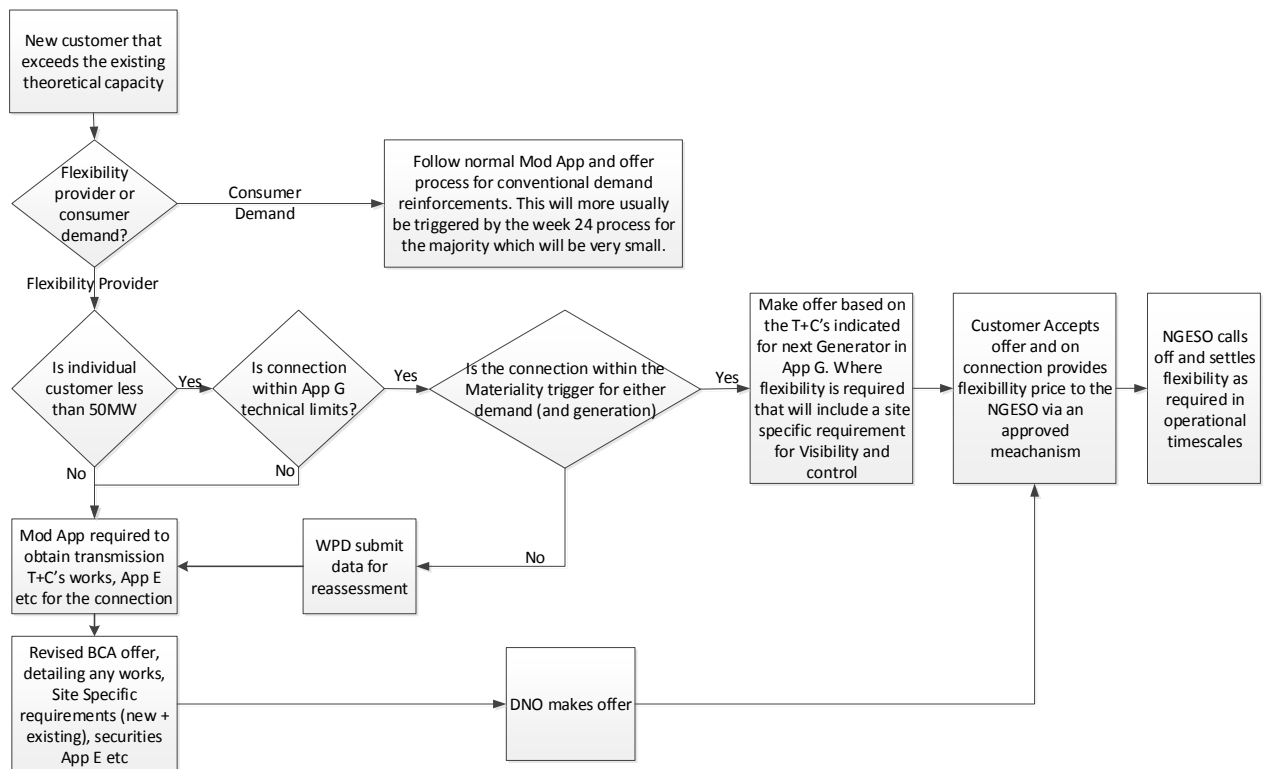 New customer that
exceeds the existing
theoretical capacity
Flexibility
provider or
consumer
demand?
Consumer
Demand
Follow normal Mod App and offer
process for conventional demand
reinforcements. This will more usually
be triggered by the week 24 process for
the majority which will be very small.
Flexibility Provider
Is individual
customer less
than 50MW
Yes
Is connection
within App G
technical limits?
Yes
Is the connection within the
Materiality trigger for either
demand (and generation)
Yes
Make offer based on
the T+C's indicated
for next Generator in
App G. Where
flexibility is required
that will include a site
specific requirement
for Visibility and
control
Customer Accepts
offer and on
connection provides
flexibillity price to the
NGESO via an
approved
meachanism
NGESO calls
off and settles
flexibility as
required in
operational
timescales
No
No
No
Mod App required to
obtain transmission
T+C's works, App E
etc for the connection
WPD submit
data for
reassessment
Revised BCA offer,
detailing any works,
Site Specific
requirements (new +
existing), securities
App E etc
DNO makes offer